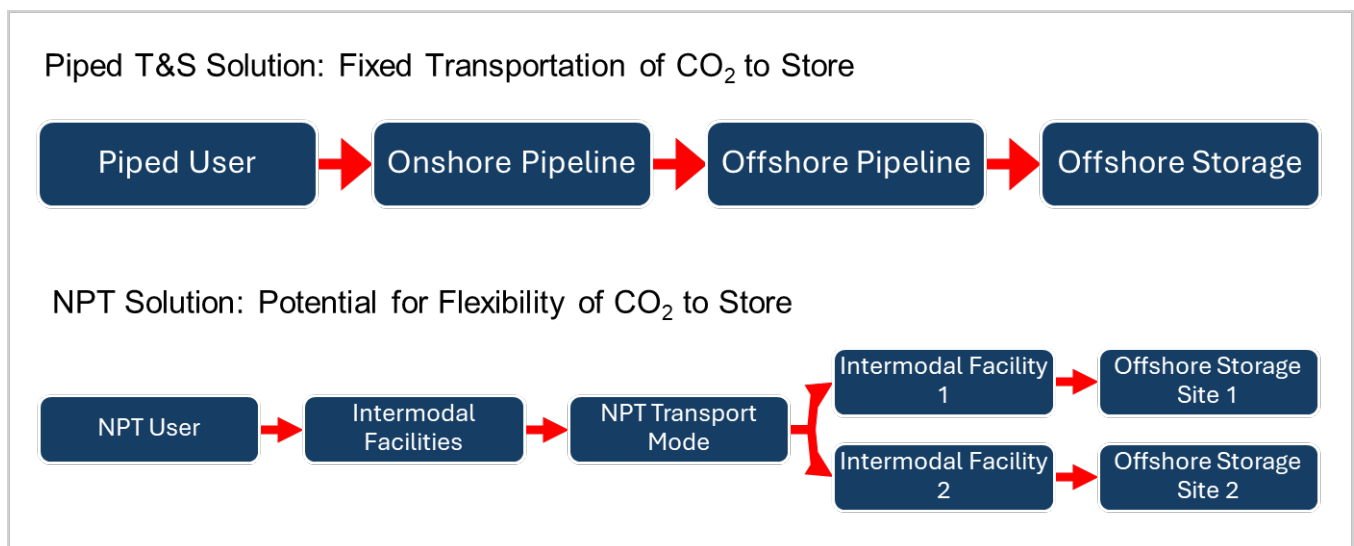 Piped T&S Solution: Fixed Transportation of CO₂ to Store
Piped User
Onshore Pipeline
Offshore Pipeline
Offshore Storage
NPT Solution: Potential for Flexibility of CO₂ to Store
NPT User
Intermodal
Facilities
NPT Transport
Mode
Intermodal Facility
1
Offshore Storage
Site 1
Intermodal Facility
2
Offshore Storage
Site 2